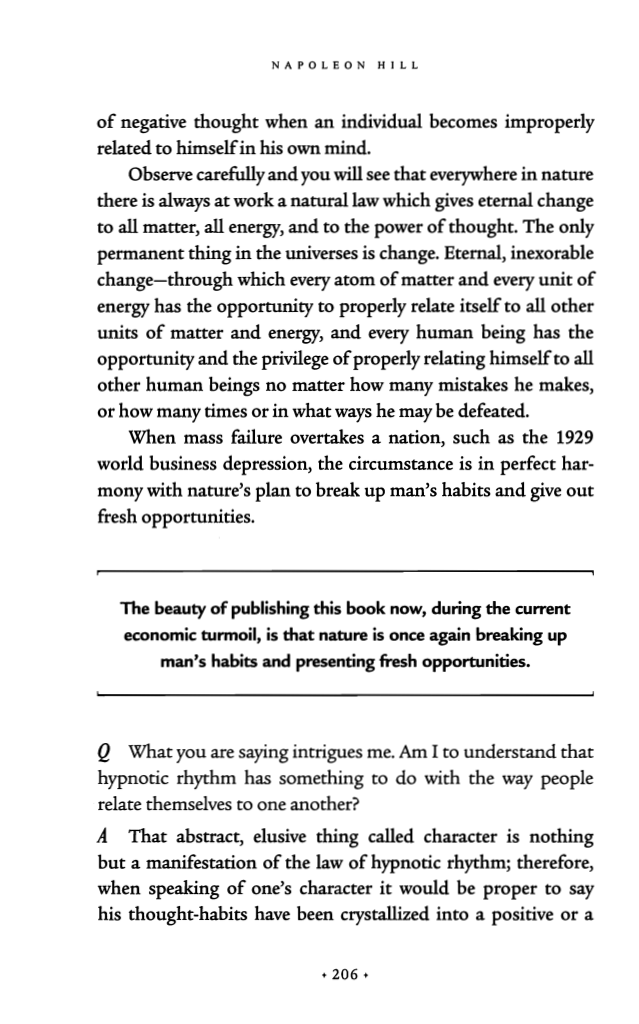 NAPOLEON HILL
of negative thought when an individual becomes improperly
related to himself in his own mind.
Observe carefully and you will see that everywhere in nature
there is always at work a natural law which gives eternal change
to all matter, all energy, and to the power of thought. The only
permanent thing in the universes is change. Eternal, inexorable
change—through which every atom of matter and every unit of
energy has the opportunity to properly relate itself to all other
units of matter and energy, and every human being has the
opportunity and the privilege of properly relating himself to all
other human beings no matter how many mistakes he makes,
or how many times or in what ways he may be defeated.
When mass failure overtakes a nation, such as the 1929
world business depression, the circumstance is in perfect har-
mony with nature's plan to break up man's habits and give out
fresh opportunities.
The beauty of publishing this book now, during the current
economic turmoil, is that nature is once again breaking up
man's habits and presenting fresh opportunities.
Q What you are saying intrigues me. Am I to understand that
hypnotic rhythm has something to do with the way people
relate themselves to one another?
A That abstract, elusive thing called character is nothing
but a manifestation of the law of hypnotic rhythm; therefore,
when speaking of one's character it would be proper to say
his thought-habits have been crystallized into a positive or a
• 206 •